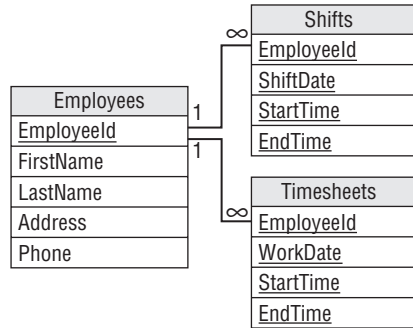 Employees
EmployeeId
FirstName
LastName
Address
Phone
1
1
∞
∞
Shifts
EmployeeId
ShiftDate
StartTime
EndTime
Timesheets
EmployeeId
WorkDate
StartTime
EndTime